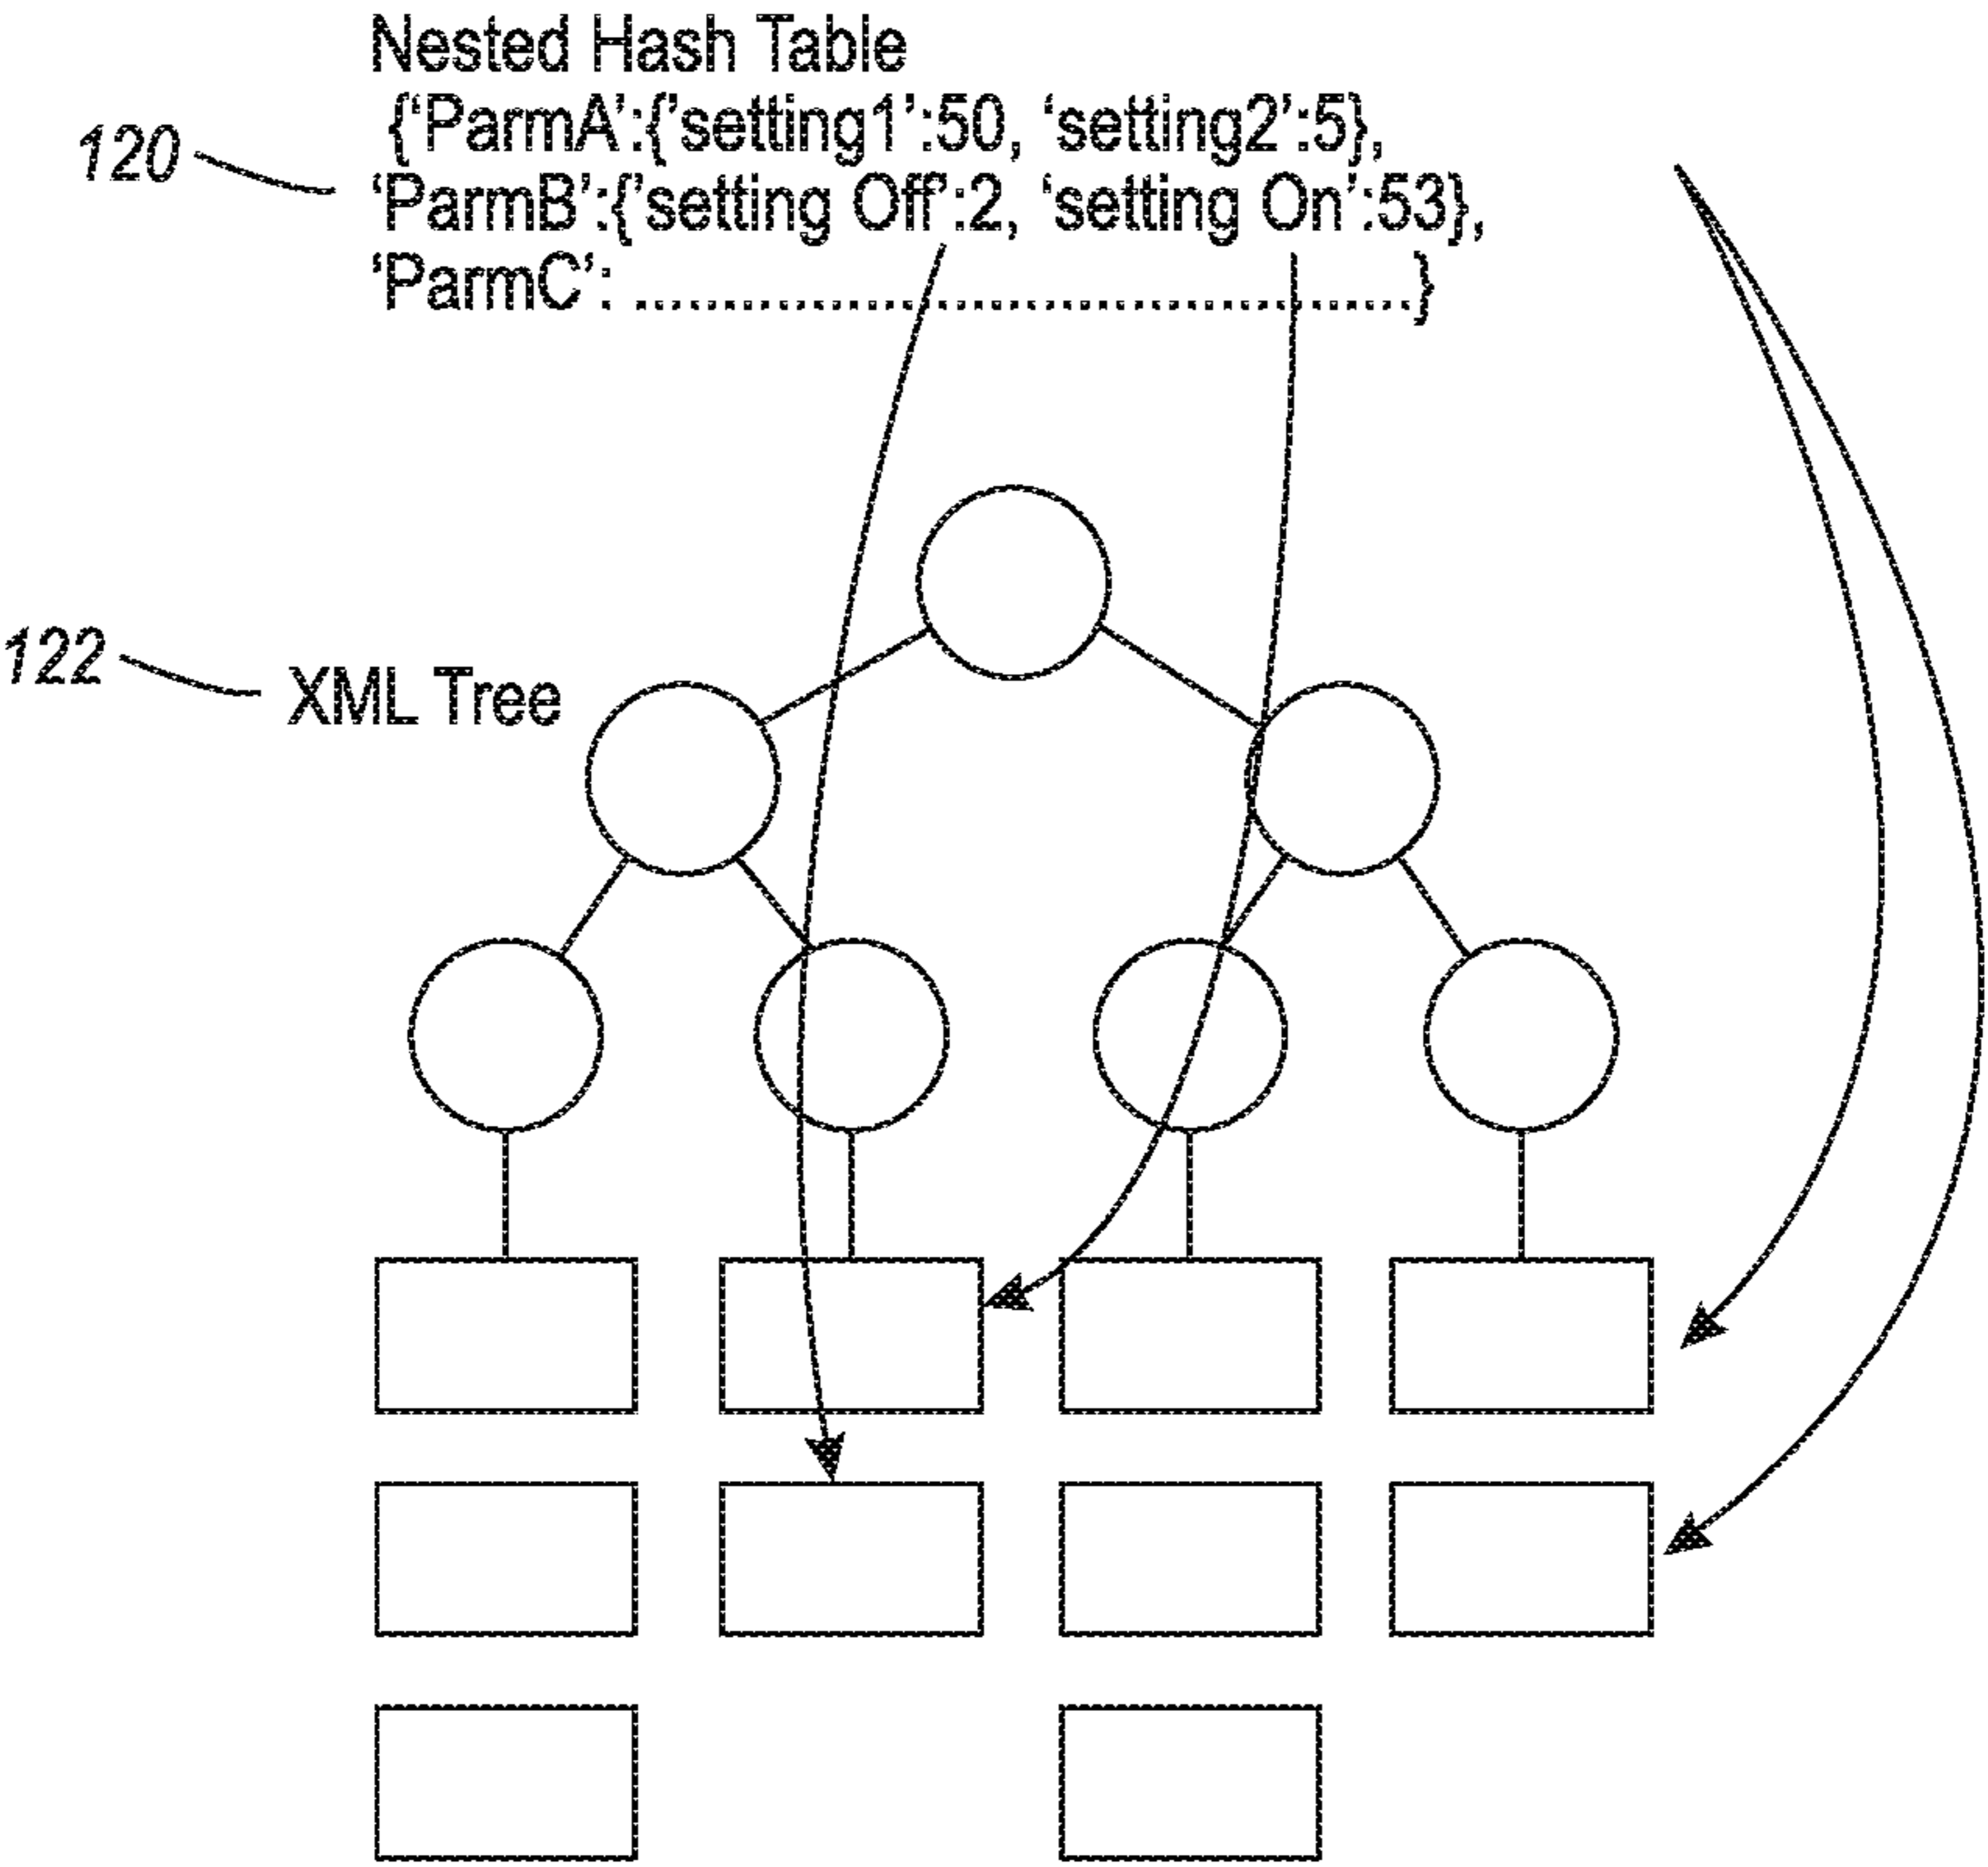 Nested Hash Table
{‘ParmA’:{’setting1’:50, ‘setting2’:5},
120
‘ParmB’:{’setting Off’:2, ‘setting On’:53},
‘ParmC‘: ............................................}
122
XML Tree